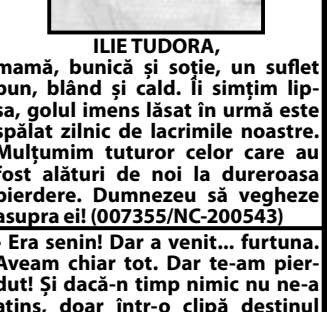 ILIE TUDORA,
mamă, bunică și soție, un suflet
bun, blând și cald. Îi simțim lip-
sa, golul imens lăsat în urmă este
spălat zilnic de lacrimile noastre.
Mulțumim tuturor celor care au
fost alături de noi la dureroasa
pierdere. Dumnezeu să vegheze
asupra ei! (007355/NC-200543)
Era senin! Dar a venit... furtuna.
Aveam chiar tot. Dar te-am pier-
dut! Și dacă-n timp nimic nu ne-a
atins, doar într-o clipă destinul